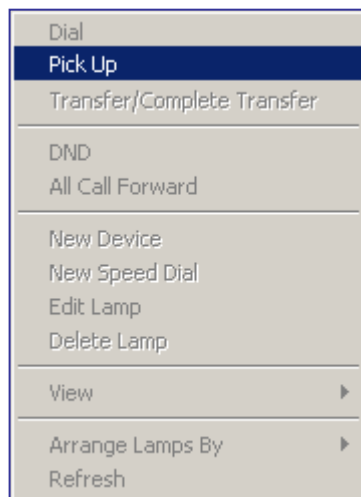 Dial
Pick Up
Transfer/Complete Transfer
DND
All Call Forward
New Device
New Speed Dial
Edit Lamp
Delete Lamp
View
Arrange Lamps By
Refresh